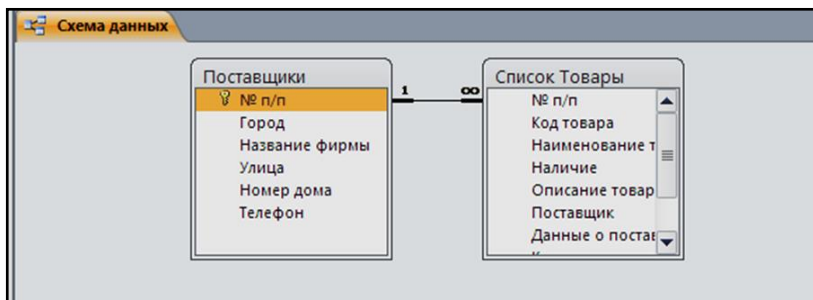 Схема данных
Поставщики
№ п/п
Город
Название фирмы
Улица
Номер дома
Телефон
1 ∞
Список Товары
№ п/п
Код товара
Наименование т
Наличие
Описание товар
Поставщик
Данные о постав